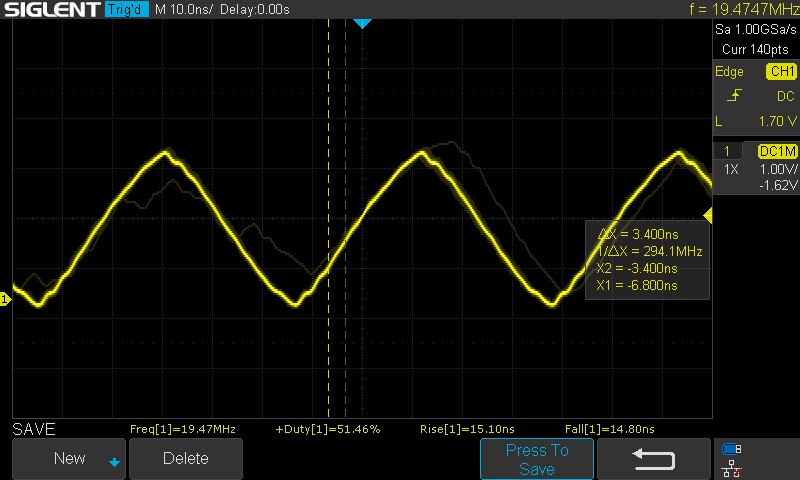 SIGLENT Trig'd M 10.0ns/ Delay:0.00s f = 19.4747MHz
Sa 1.00GSa/s
Curr 140pts
Edge CH1
DC
L 1.70 V
1 DC1M
1X 1.00V/
-1.62V
△X = 3.400ns
1/△X = 294.1MHz
X2 = -3.400ns
X1 = -6.800ns
1
SAVE Freq[1]=19.47MHz +Duty[1]=51.46% Rise[1]=15.10ns Fall[1]=14.80ns
New Delete Press To
Save